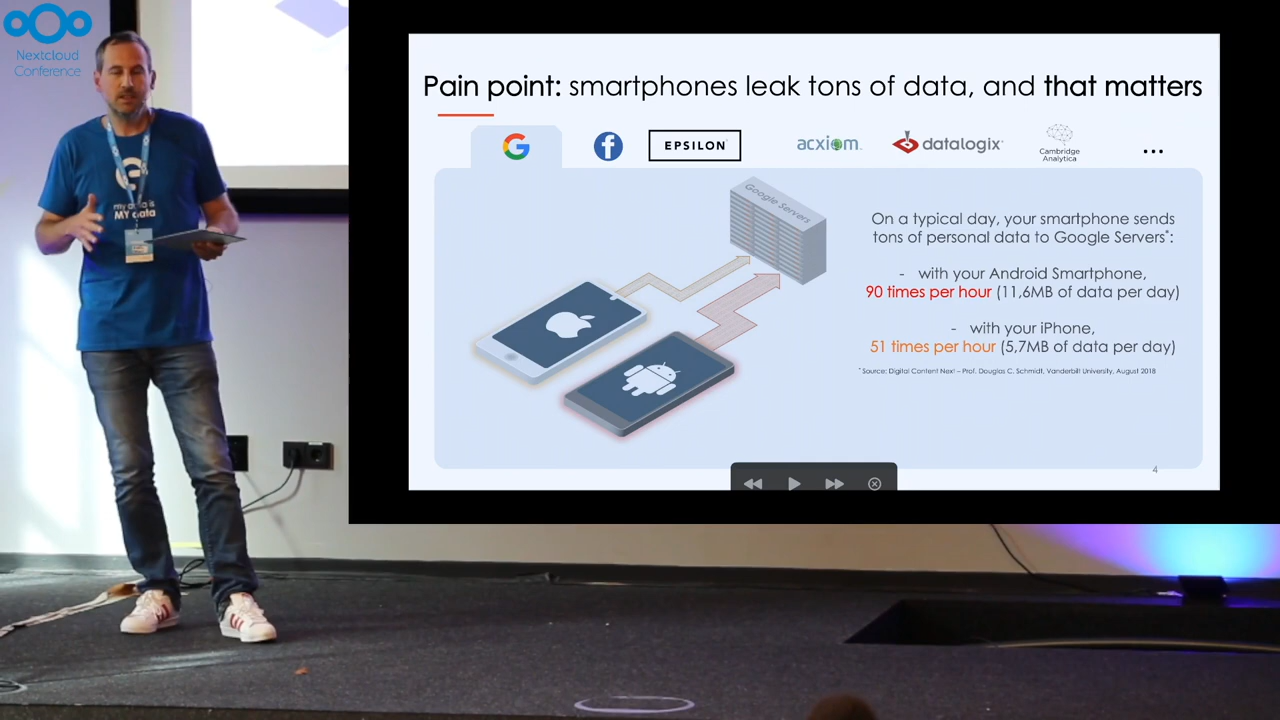 Nextcloud
Conference
my data is
MY data
Pain point: smartphones leak tons of data, and that matters
EPSILON
acxiom.
datalogix
Cambridge
Analytica
...
Google Servers
On a typical day, your smartphone sends
tons of personal data to Google Servers*:
- with your Android Smartphone,
90 times per hour (11,6MB of data per day)
- with your iPhone,
51 times per hour (5,7MB of data per day)
* Source: Digital Content Next – Prof. Douglas C. Schmidt, Vanderbilt University, August 2018
4